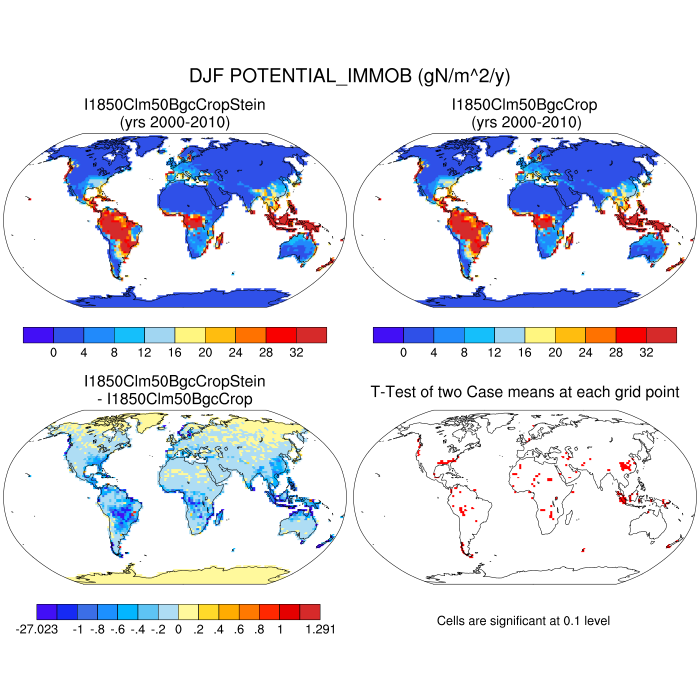 DJF POTENTIAL_IMMOB (gN/m^2/y)
I1850Clm50BgcCropStein
(yrs 2000-2010)
I1850Clm50BgcCrop
(yrs 2000-2010)
0 4 8 12 16 20 24 28 32
0 4 8 12 16 20 24 28 32
I1850Clm50BgcCropStein
- I1850Clm50BgcCrop
T-Test of two Case means at each grid point
-27.023 -1 -.8 -.6 -.4 -.2 0 .2 .4 .6 .8 1 1.291
Cells are significant at 0.1 level